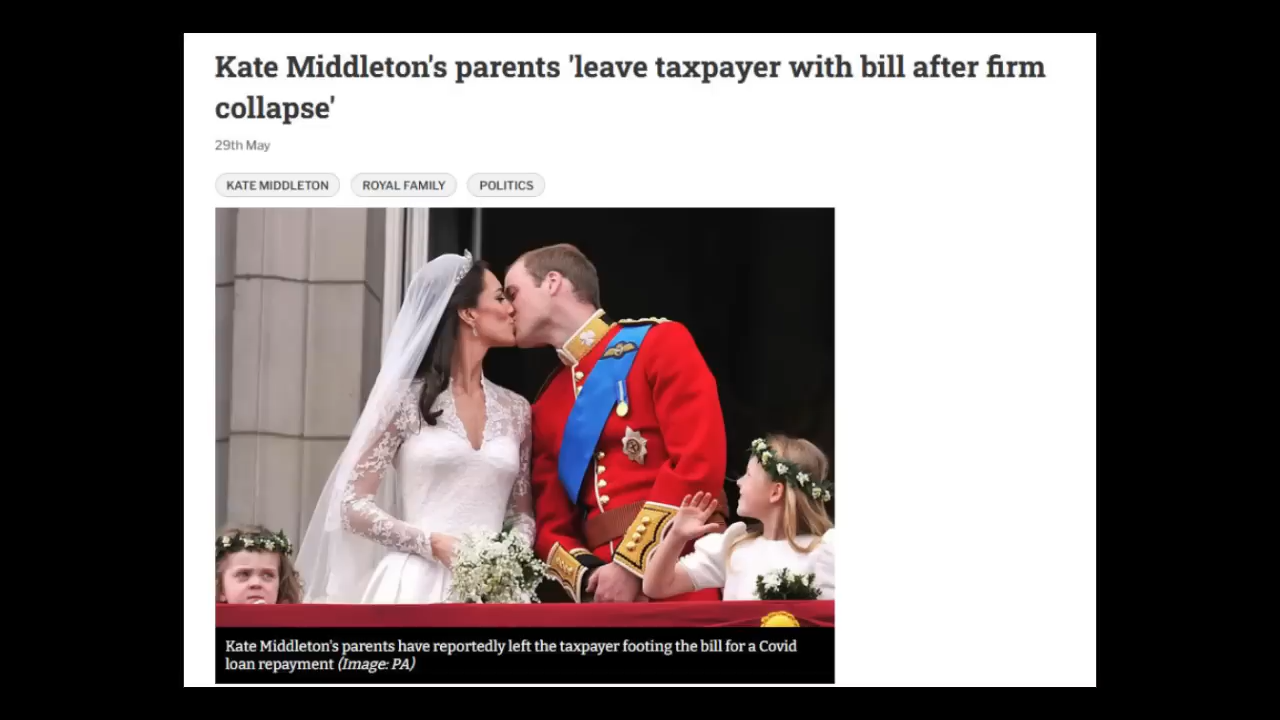 Kate Middleton's parents 'leave taxpayer with bill after firm
collapse'
29th May
KATE MIDDLETON ROYAL FAMILY POLITICS
Kate Middleton's parents have reportedly left the taxpayer footing the bill for a Covid
loan repayment (Image: PA)